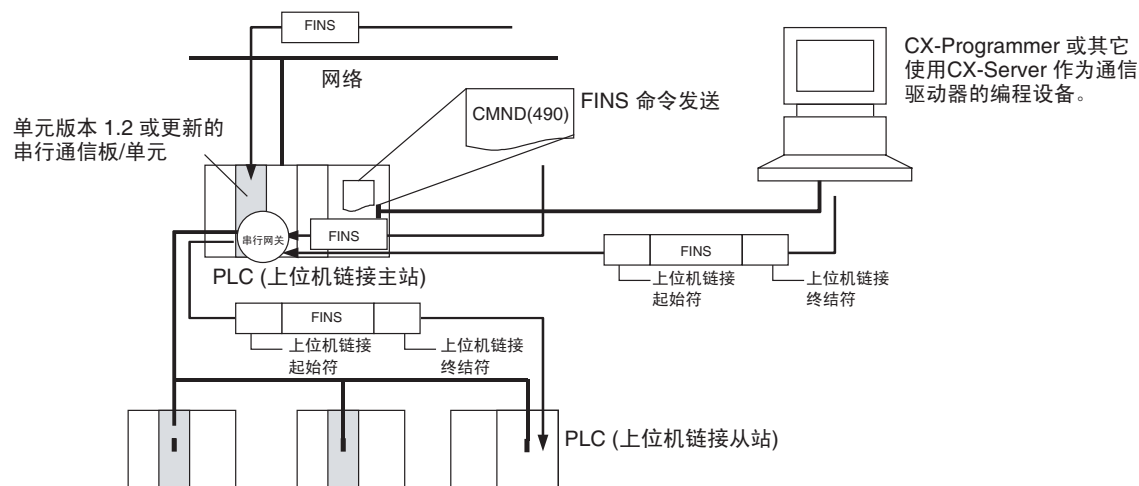 FINS
网络
CX-Programmer 或其它
使用CX-Server 作为通信
驱动器的编程设备。
CMND(490)
FINS 命令发送
单元版本 1.2 或更新的
串行通信板/单元
串行网关
FINS
FINS
PLC (上位机链接主站)
上位机链接
起始符
上位机链接
终结符
FINS
上位机链接
起始符
上位机链接
终结符
PLC (上位机链接从站)